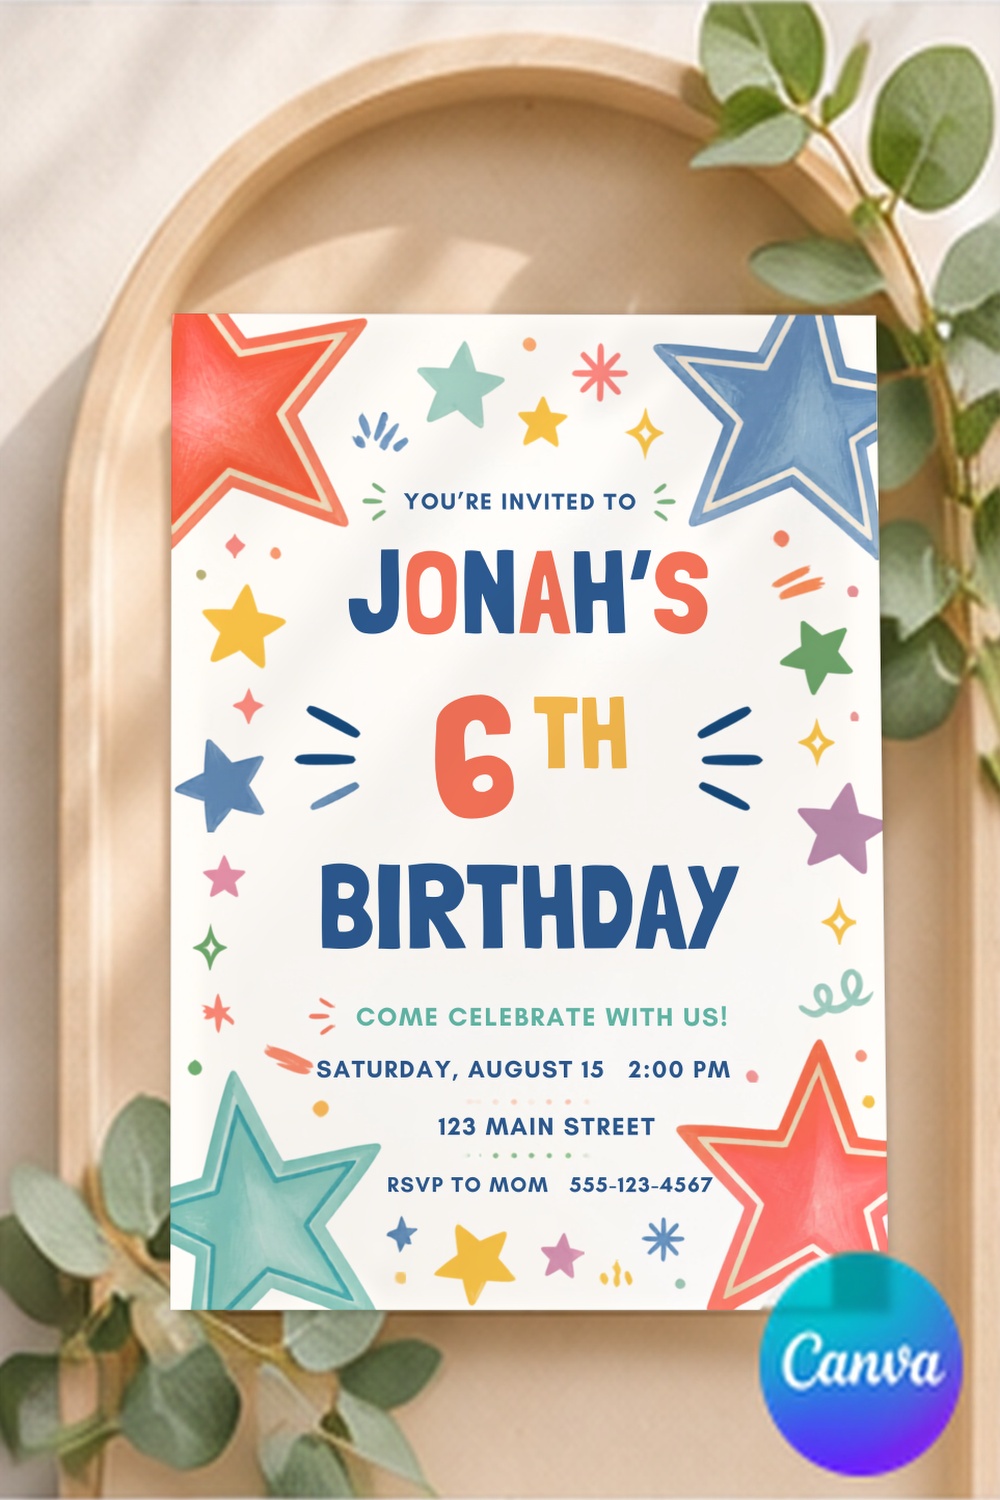 YOU'RE INVITED TO
JONAH'S
6TH
BIRTHDAY
COME CELEBRATE WITH US!
SATURDAY, AUGUST 15 2:00 PM
123 MAIN STREET
RSVP TO MOM 555-123-4567
Canva